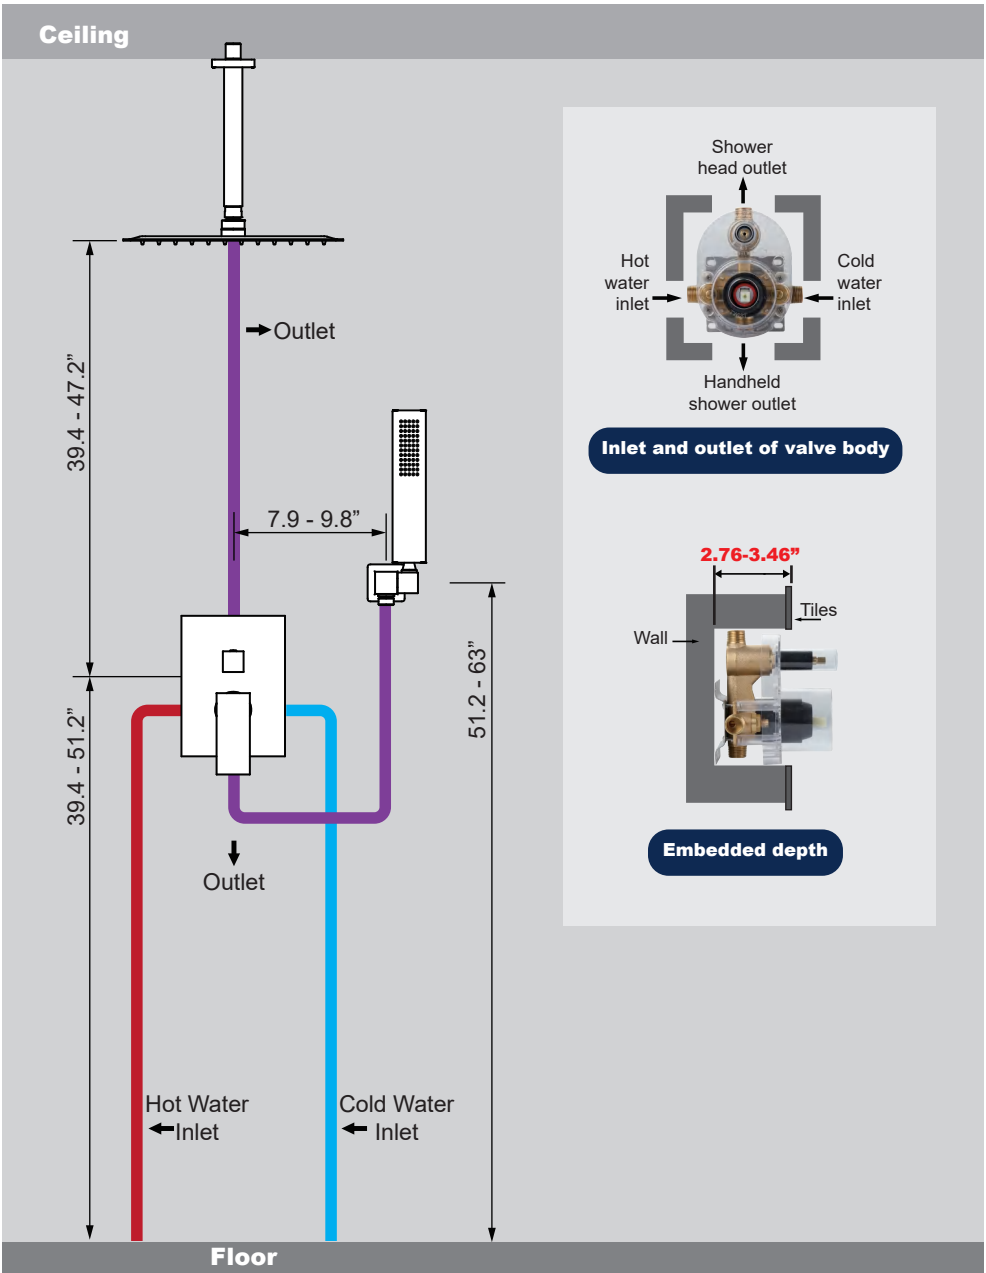 Ceiling
Outlet
39.4 - 47.2”
7.9 - 9.8”
51.2 - 63”
39.4 - 51.2”
Outlet
Hot Water
Inlet
Cold Water
Inlet
Floor
Shower
head outlet
Hot
water
inlet
Cold
water
inlet
Handheld
shower outlet
Inlet and outlet of valve body
2.76-3.46”
Tiles
Wall
Embedded depth